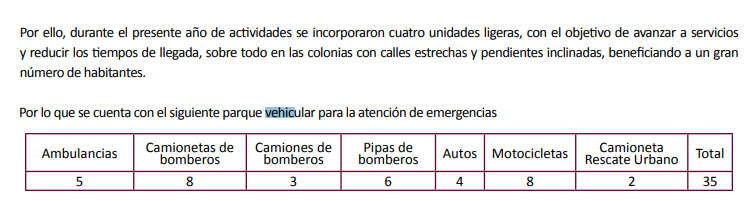 Por ello, durante el presente año de actividades se incorporaron cuatro unidades ligeras, con el objetivo de avanzar a servicios
y reducir los tiempos de llegada, sobre todo en las colonias con calles estrechas y pendientes inclinadas, beneficiando a un gran
número de habitantes.
Por lo que se cuenta con el siguiente parque vehicular para la atención de emergencias
Ambulancias Camionetas de bomberos Camiones de bomberos Pipas de bomberos Autos Motocicletas Camioneta Rescate Urbano Total
5 8 3 6 4 8 2 35